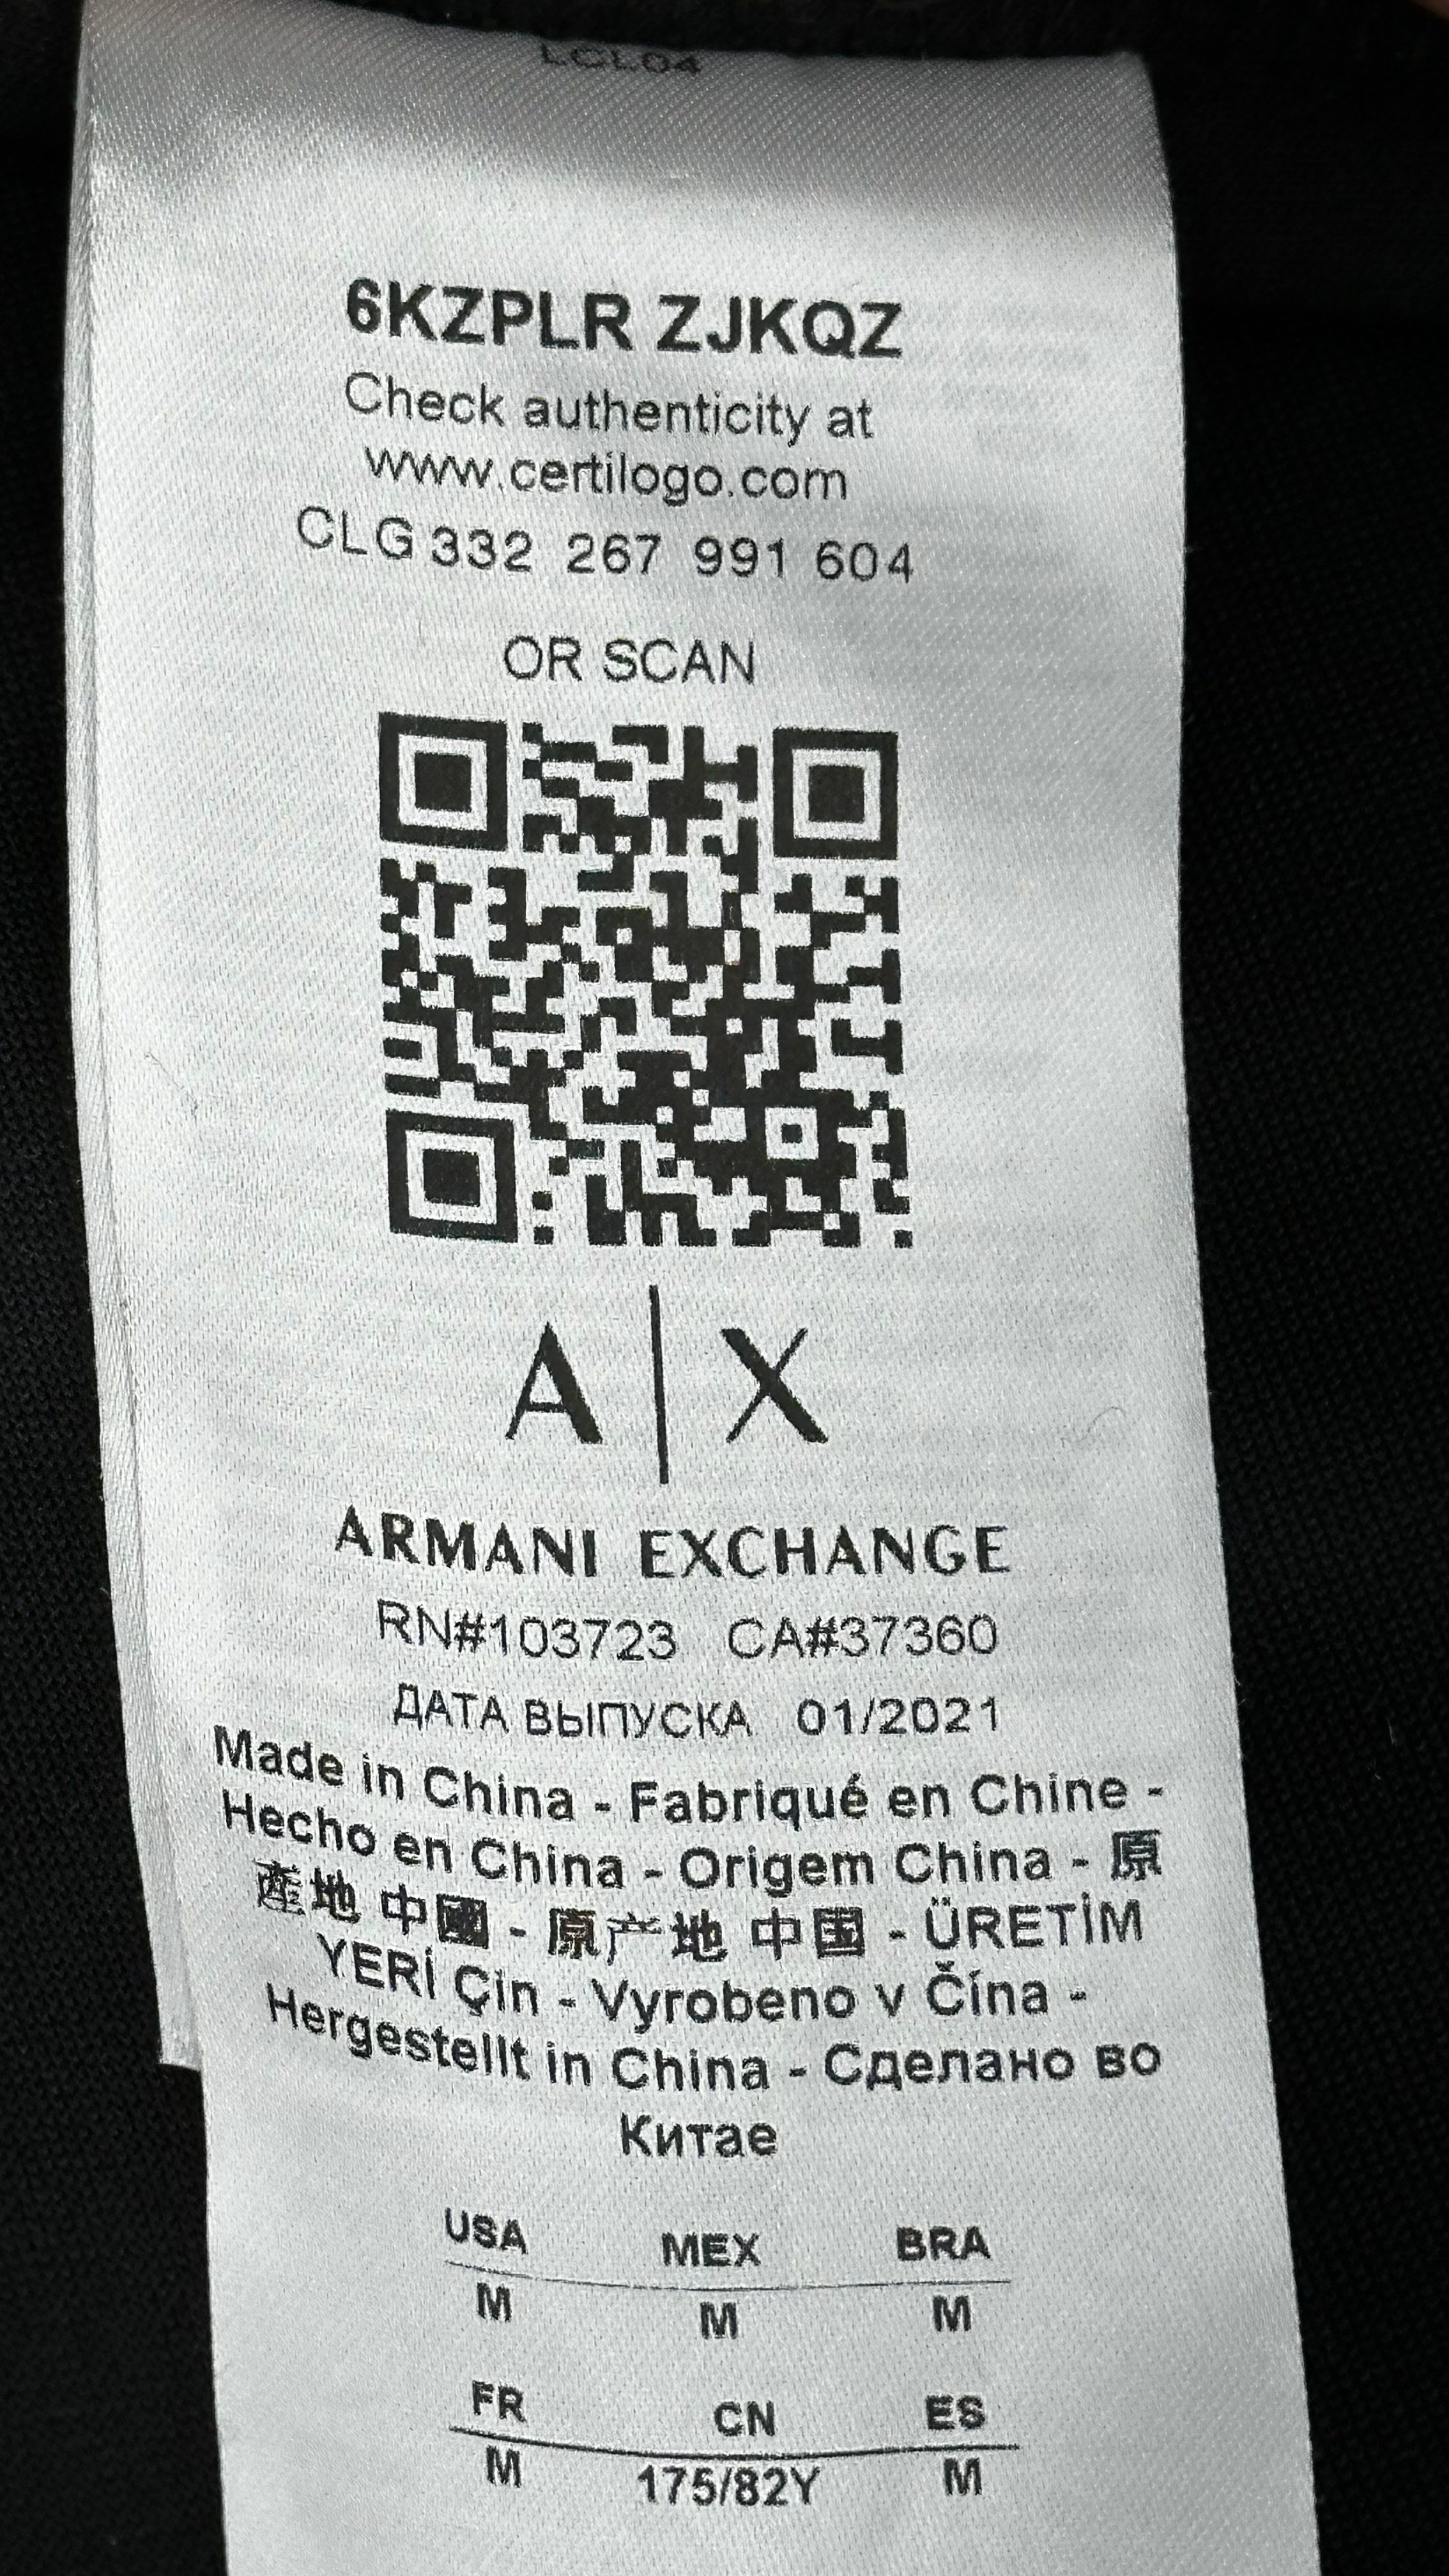 LCL04
6KZPLR ZJKQZ
Check authenticity at
www.certilogo.com
CLG 332 267 991 604
OR SCAN
A|X
ARMANI EXCHANGE
RN#103723 CA#37360
ДАТА ВЫПУСКА 01/2021
Made in China - Fabriqué en Chine -
Hecho en China - Origem China - 原
產地 中國 - 原产地 中国 - ÜRETİM
YERİ Çin - Vyrobeno v Čína -
Hergestellt in China - Сделано во
Китае
USA MEX BRA
M M M
FR CN ES
M 175/82Y M